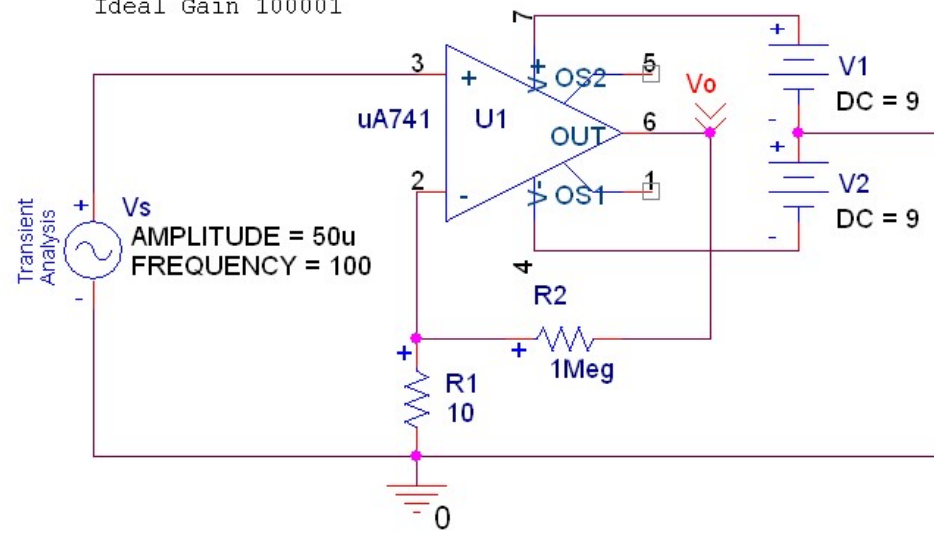 Ideal Gain 100001
7
+
3
+
V+
OS2
5
Vo
V1
DC = 9
uA741
U1
OUT
6
-
+
2
-
V-
OS1
1
V2
DC = 9
-
4
Transient
Analysis
+
Vs
AMPLITUDE = 50u
FREQUENCY = 100
-
R2
+
1Meg
+
R1
10
0